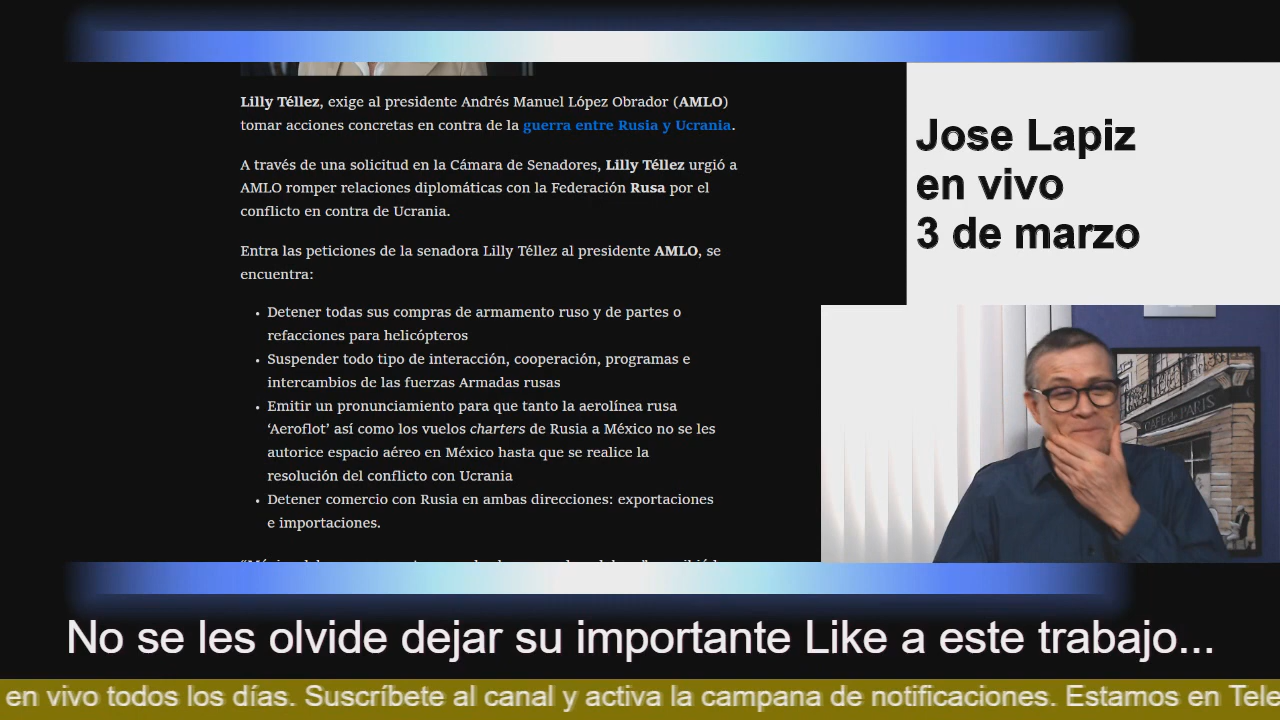 Lilly Téllez, exige al presidente Andrés Manuel López Obrador (AMLO)
tomar acciones concretas en contra de la guerra entre Rusia y Ucrania.
A través de una solicitud en la Cámara de Senadores, Lilly Téllez urgió a
AMLO romper relaciones diplomáticas con la Federación Rusa por el
conflicto en contra de Ucrania.
Entra las peticiones de la senadora Lilly Téllez al presidente AMLO, se
encuentra:
• Detener todas sus compras de armamento ruso y de partes o
refacciones para helicópteros
• Suspender todo tipo de interacción, cooperación, programas e
intercambios de las fuerzas Armadas rusas
• Emitir un pronunciamiento para que tanto la aerolínea rusa
‘Aeroflot’ así como los vuelos charters de Rusia a México no se les
autorice espacio aéreo en México hasta que se realice la
resolución del conflicto con Ucrania
• Detener comercio con Rusia en ambas direcciones: exportaciones
e importaciones.
Jose Lapiz
en vivo
3 de marzo
CAFE de PARIS
No se les olvide dejar su importante Like a este trabajo...
en vivo todos los días. Suscríbete al canal y activa la campana de notificaciones. Estamos en Tele